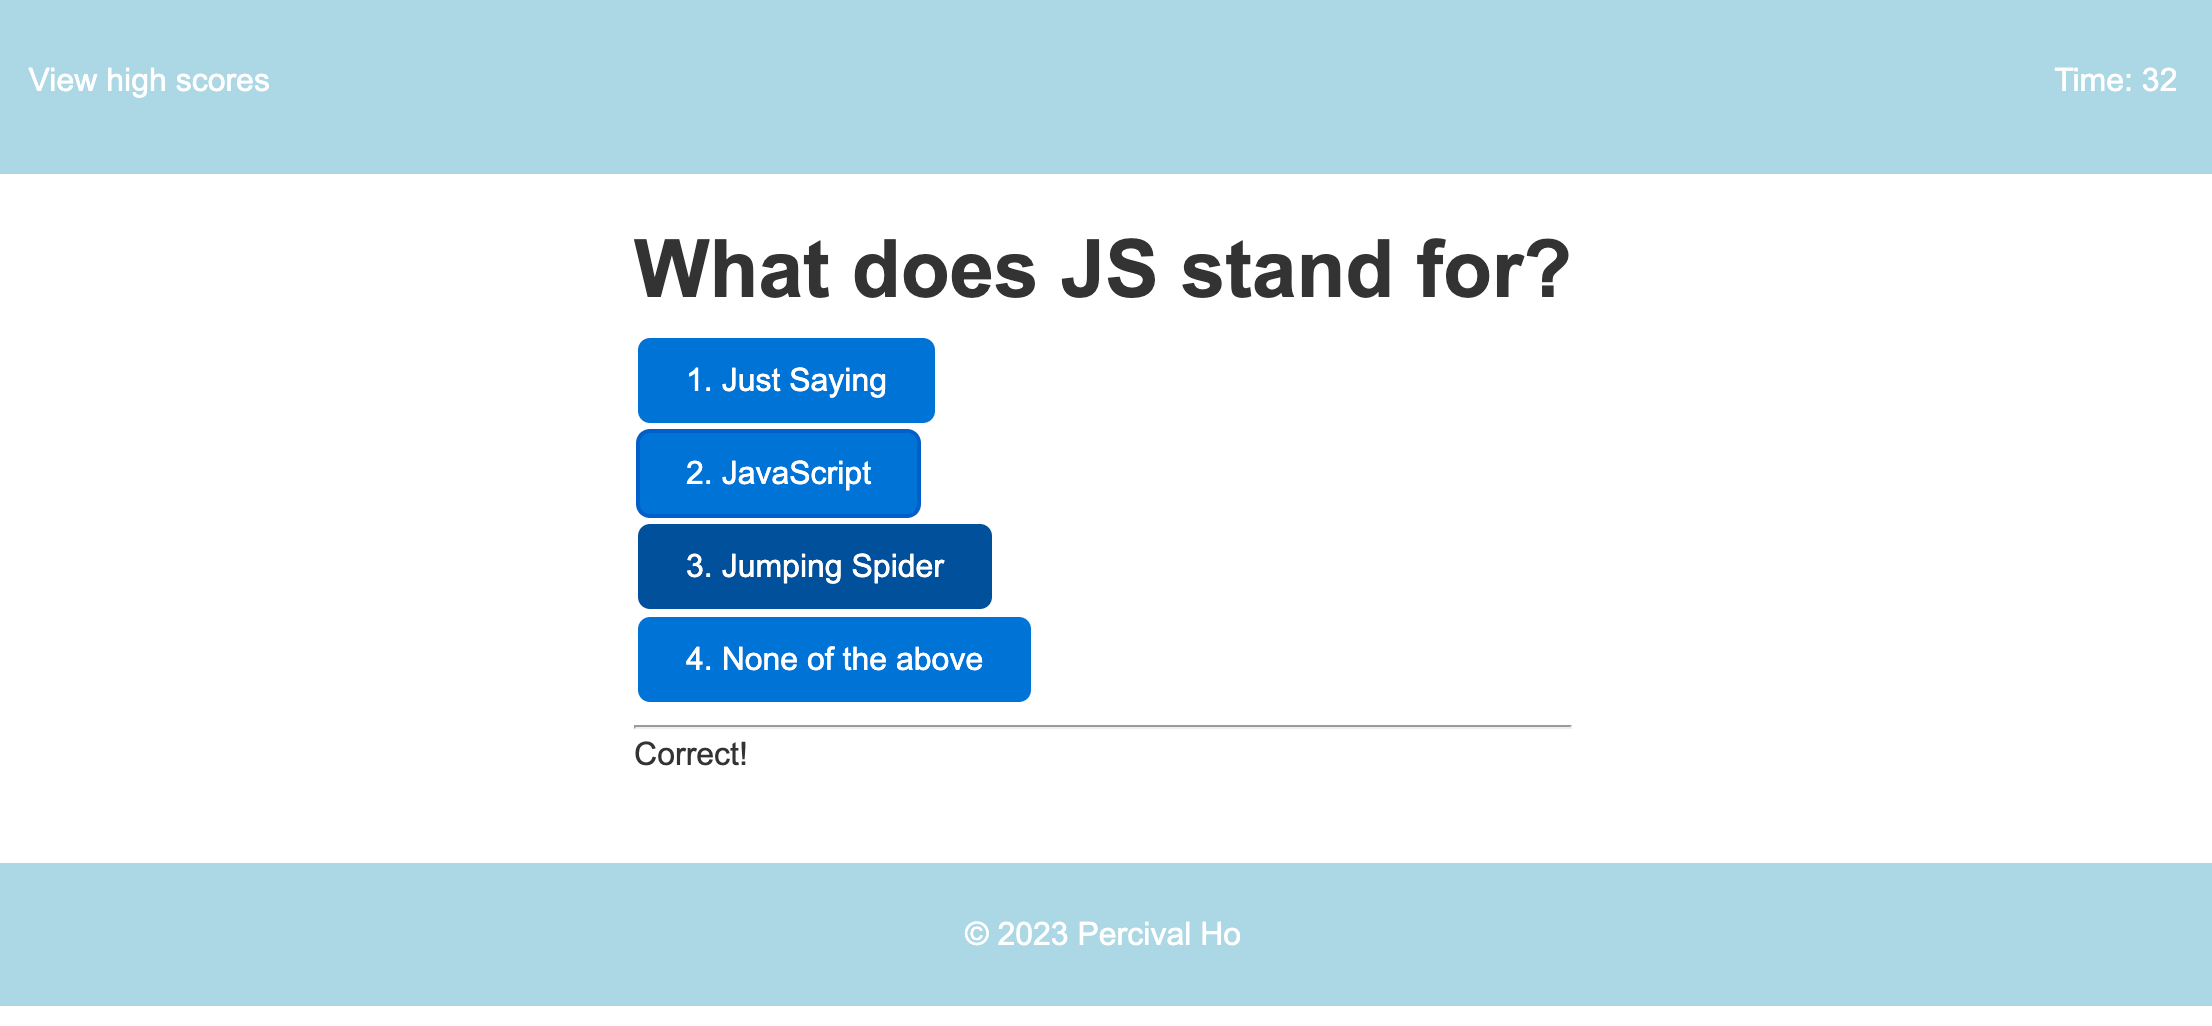 View high scores
Time: 32
What does JS stand for?
1. Just Saying
2. JavaScript
3. Jumping Spider
4. None of the above
Correct!
© 2023 Percival Ho